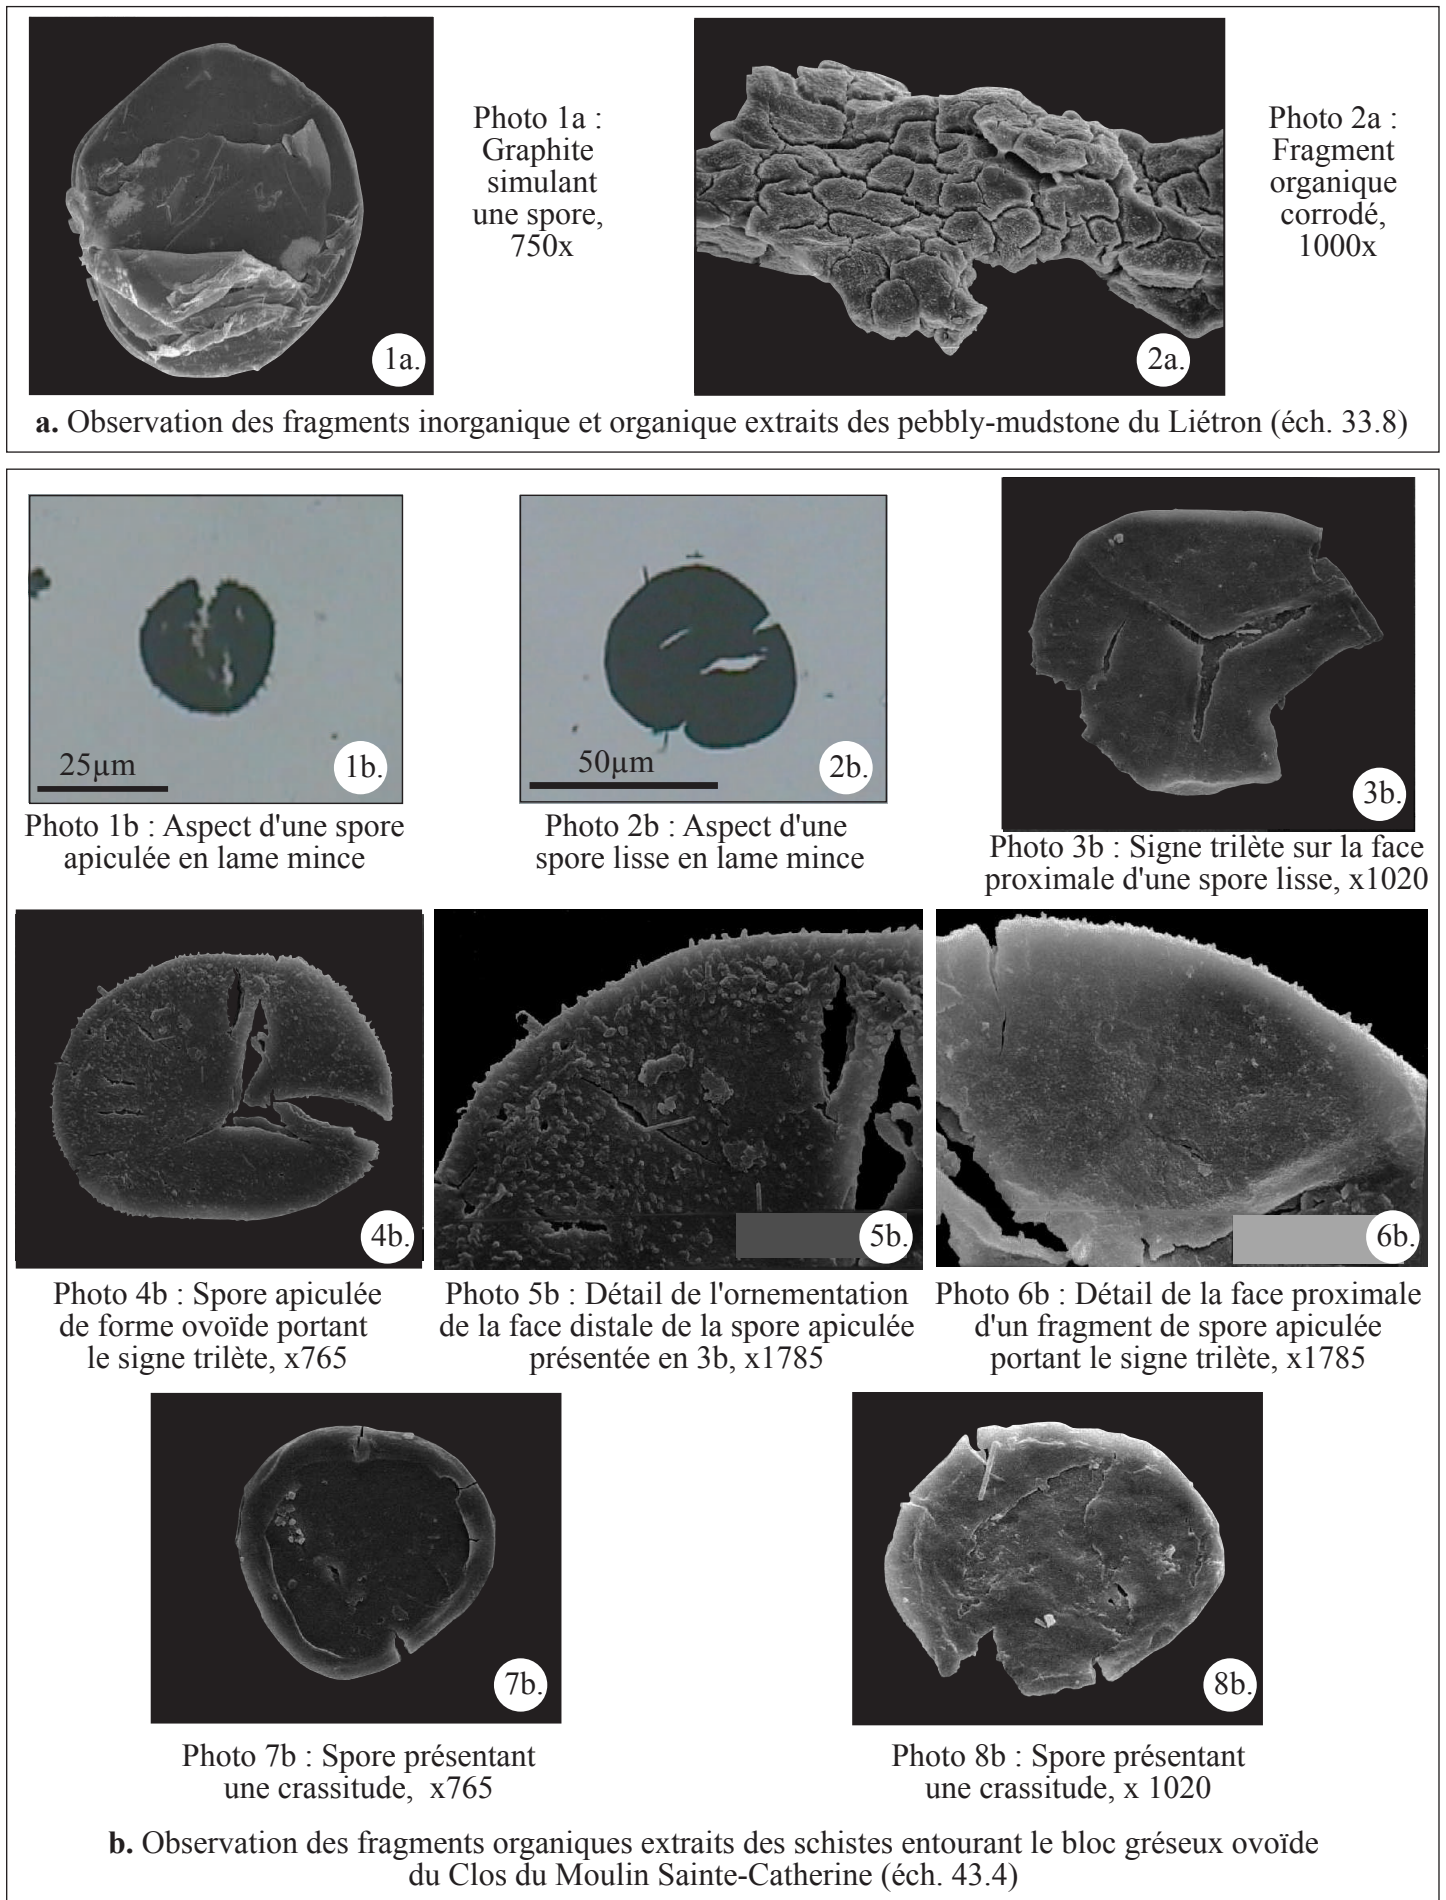 Photo 1a :
Graphite
simulant
une spore,
750x
1a.
Photo 2a :
Fragment
organique
corrodé,
1000x
2a.
a. Observation des fragments inorganique et organique extraits des pebbly-mudstone du Liétron (éch. 33.8)
25µm
1b.
Photo 1b : Aspect d'une spore
apiculée en lame mince
50µm
2b.
Photo 2b : Aspect d'une
spore lisse en lame mince
3b.
Photo 3b : Signe trilète sur la face
proximale d'une spore lisse, x1020
4b.
Photo 4b : Spore apiculée
de forme ovoïde portant
le signe trilète, x765
5b.
Photo 5b : Détail de l'ornementation
de la face distale de la spore apiculée
présentée en 3b, x1785
6b.
Photo 6b : Détail de la face proximale
d'un fragment de spore apiculée
portant le signe trilète, x1785
7b.
Photo 7b : Spore présentant
une crassitude, x765
8b.
Photo 8b : Spore présentant
une crassitude, x 1020
b. Observation des fragments organiques extraits des schistes entourant le bloc gréseux ovoïde
du Clos du Moulin Sainte-Catherine (éch. 43.4)